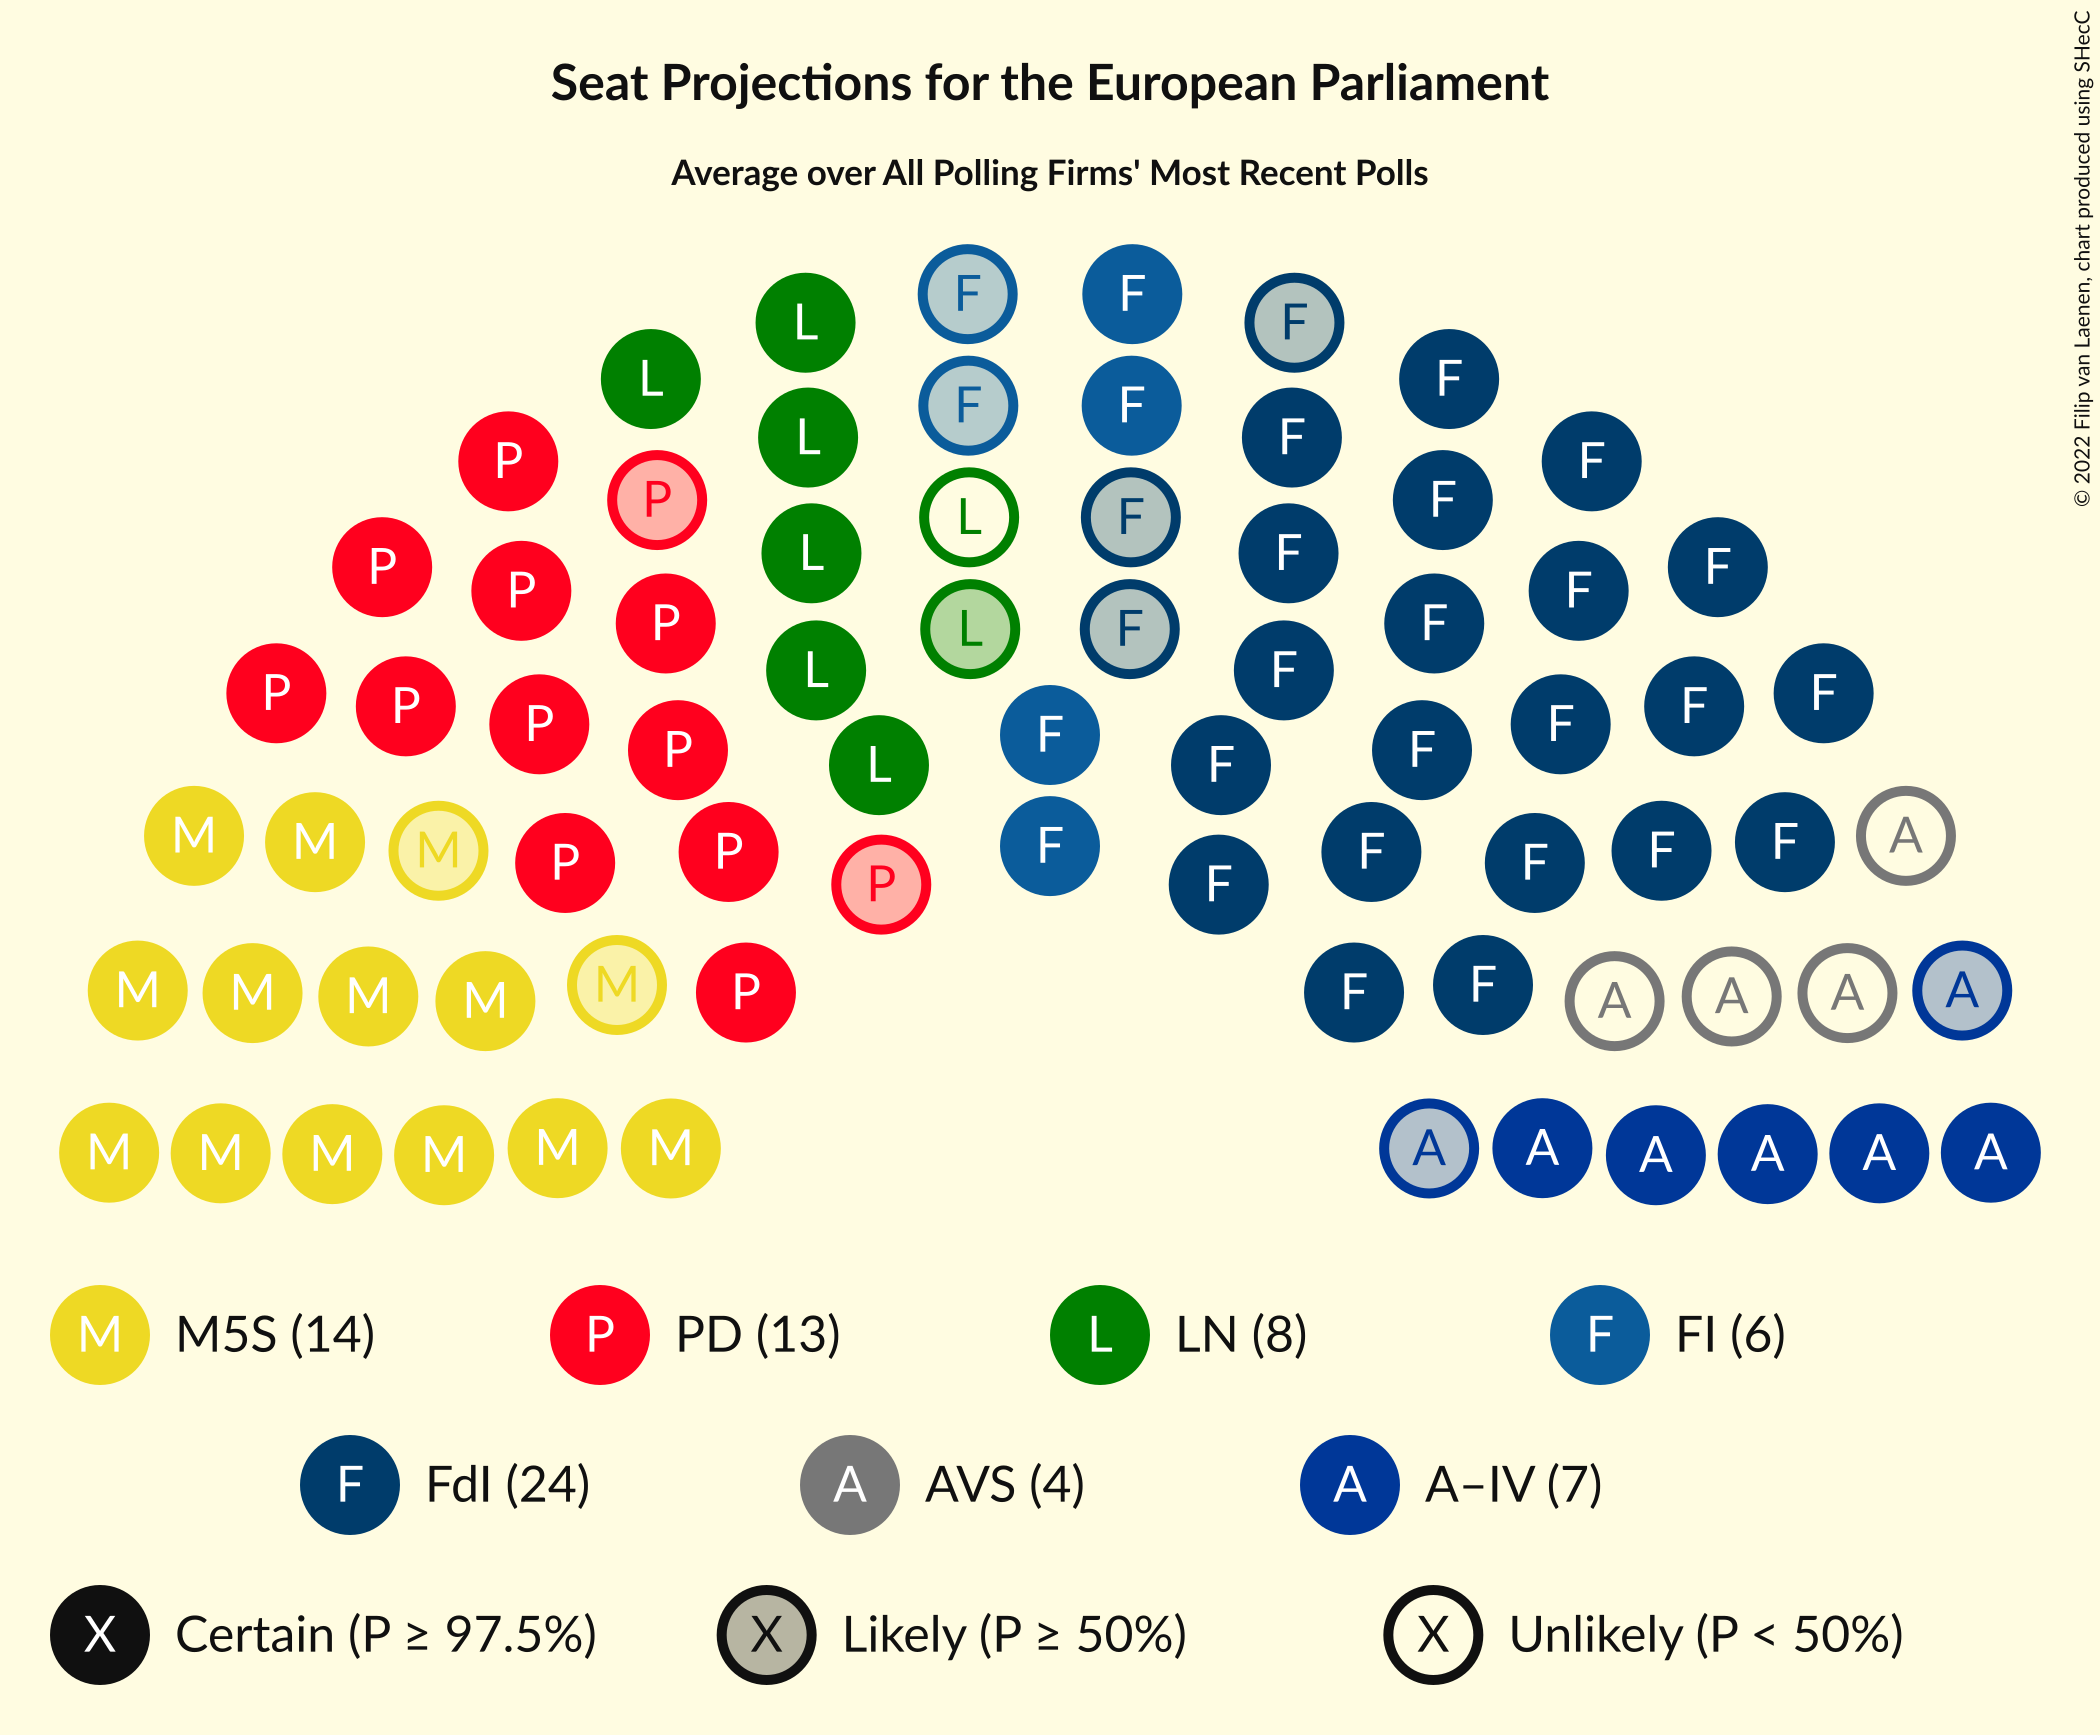 Seat Projections for the European Parliament
Average over All Polling Firms' Most Recent Polls
© 2022 Filip van Laenen, chart produced using SHecC
F F
L F
L F
P P
F F
L F
P F
L F
P F
L F
P F
P F
L F
P F
L F
P F
P F
P F
P F
F
L F
M A
M F
F
M F
P F
P F
P F
M A
M A
M A
M A
M F
P F
M M M M M M A A A A A A
M M5S (14) P PD (13) L LN (8) F FI (6)
F FdI (24) A AVS (4) A A–IV (7)
X Certain (P ≥ 97.5%) X Likely (P ≥ 50%) X Unlikely (P < 50%)